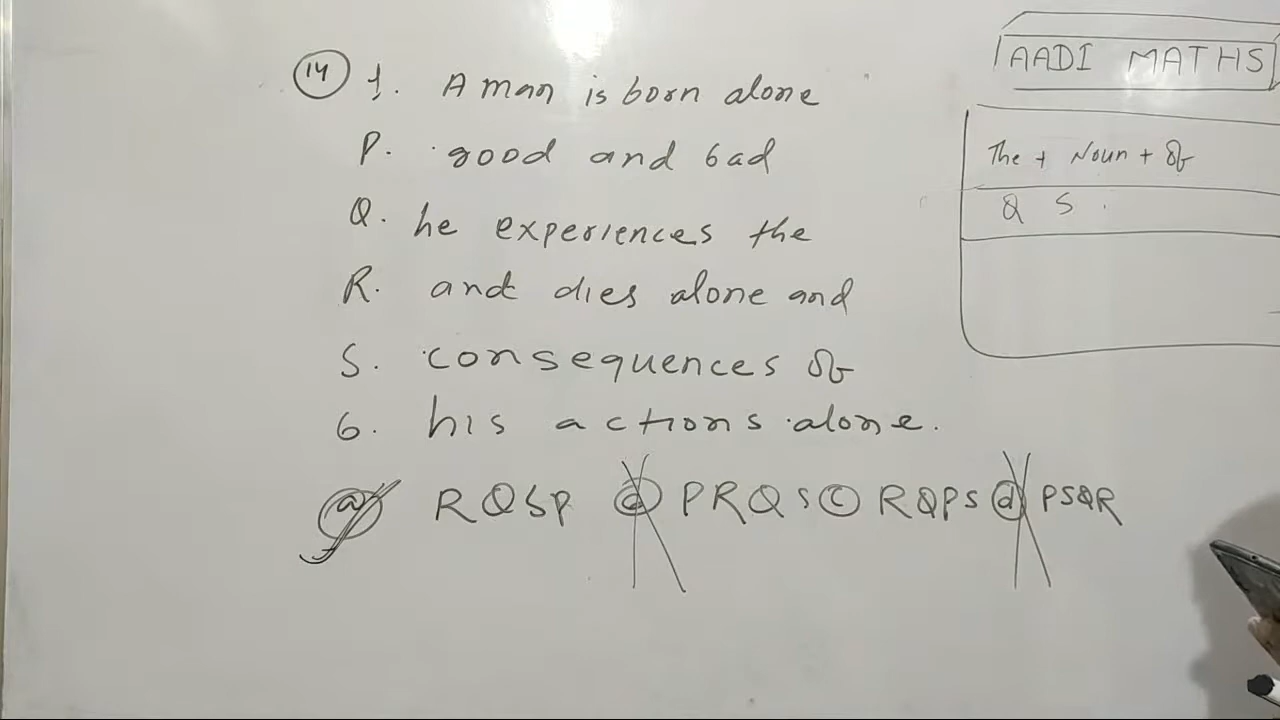 14 1. A man is born alone
P. good and bad
Q. he experiences the
R. and dies alone and
S. consequences of
6. his actions alone.
(a) RQSP (c) PRQS (c) RQPS (d) PSQR
AADI MATHS
The + Noun + of
Q S .